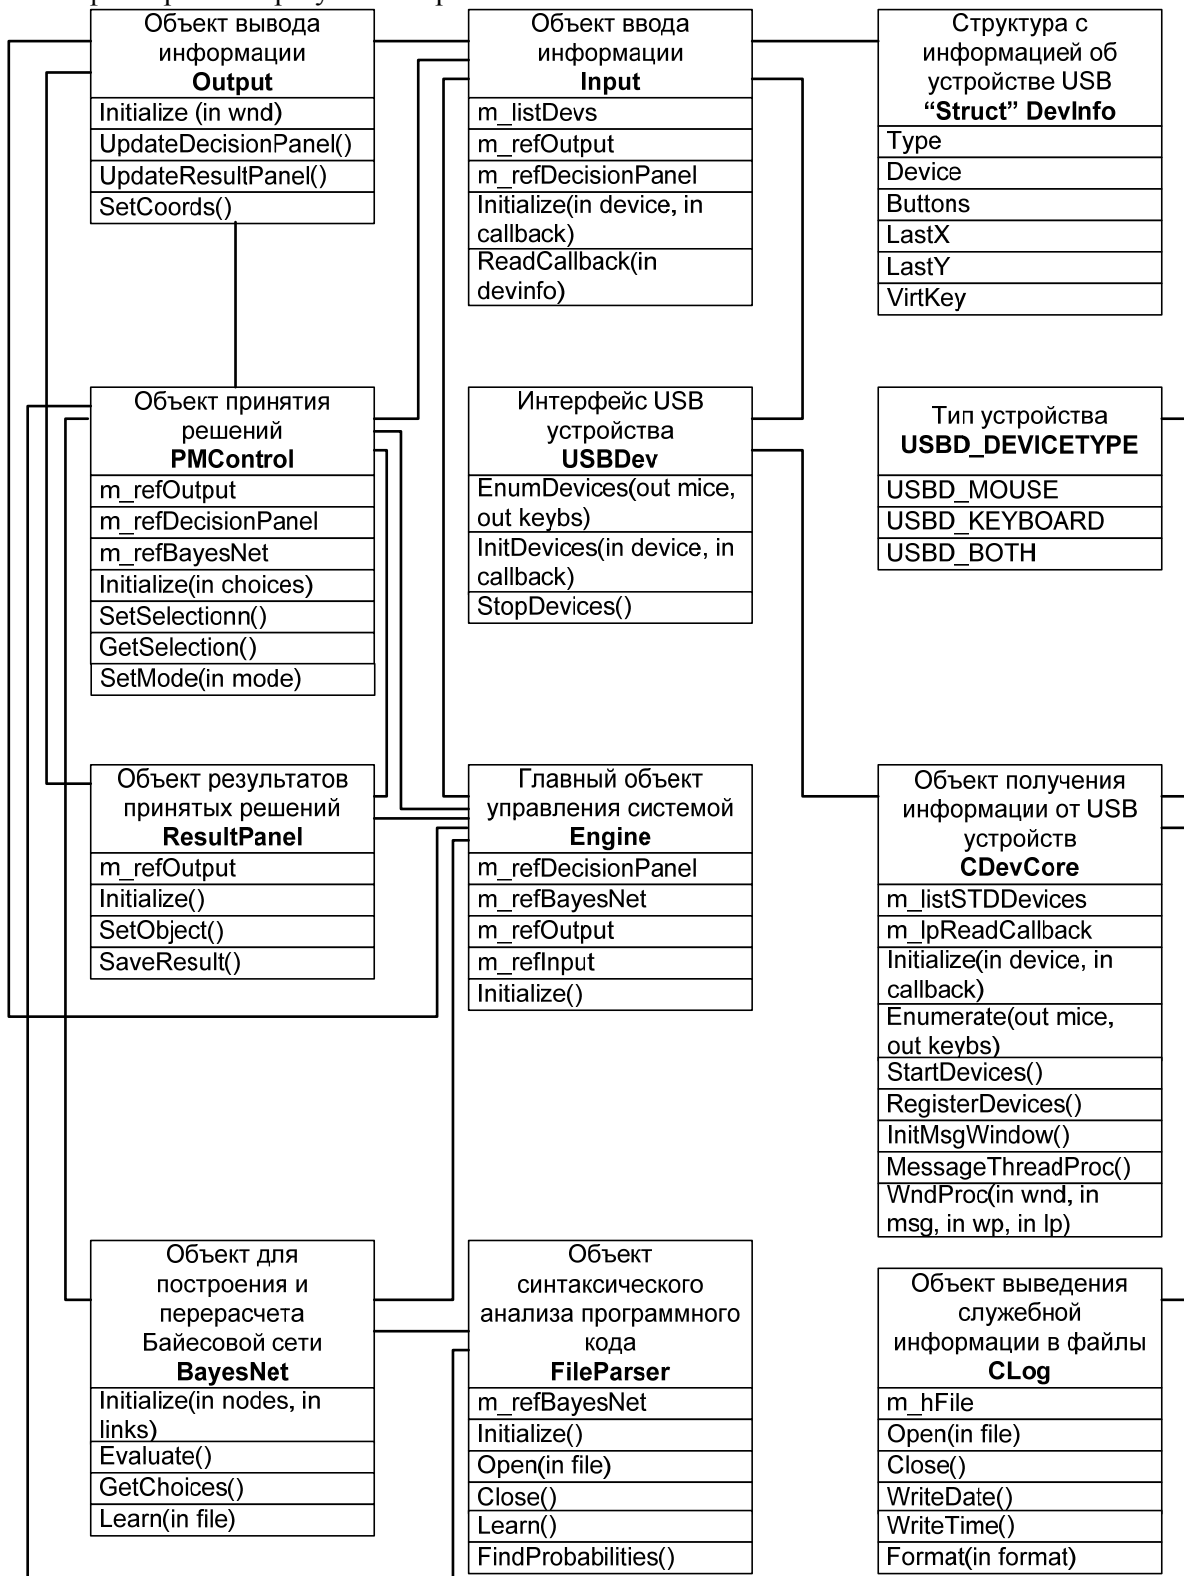 Объект вывода
информации
Output
Initialize (in wnd)
UpdateDecisionPanel()
UpdateResultPanel()
SetCoords()
Объект ввода
информации
Input
m_listDevs
m_refOutput
m_refDecisionPanel
Initialize(in device, in
callback)
ReadCallback(in
devinfo)
Структура с
информацией об
устройстве USB
“Struct” DevInfo
Type
Device
Buttons
LastX
LastY
VirtKey
Объект принятия
решений
PMControl
m_refOutput
m_refDecisionPanel
m_refBayesNet
Initialize(in choices)
SetSelectionn()
GetSelection()
SetMode(in mode)
Интерфейс USB
устройства
USBDev
EnumDevices(out mice,
out keybs)
InitDevices(in device, in
callback)
StopDevices()
Тип устройства
USBD_DEVICETYPE
USBD_MOUSE
USBD_KEYBOARD
USBD_BOTH
Объект результатов
принятых решений
ResultPanel
m_refOutput
Initialize()
SetObject()
SaveResult()
Главный объект
управления системой
Engine
m_refDecisionPanel
m_refBayesNet
m_refOutput
m_refInput
Initialize()
Объект получения
информации от USB
устройств
CDevCore
m_listSTDDevices
m_lpReadCallback
Initialize(in device, in
callback)
Enumerate(out mice,
out keybs)
StartDevices()
RegisterDevices()
InitMsgWindow()
MessageThreadProc()
WndProc(in wnd, in
msg, in wp, in lp)
Объект для
построения и
перерасчета
Байесовой сети
BayesNet
Initialize(in nodes, in
links)
Evaluate()
GetChoices()
Learn(in file)
Объект
синтаксического
анализа программного
кода
FileParser
m_refBayesNet
Initialize()
Open(in file)
Close()
Learn()
FindProbabilities()
Объект выведения
служебной
информации в файлы
CLog
m_hFile
Open(in file)
Close()
WriteDate()
WriteTime()
Format(in format)